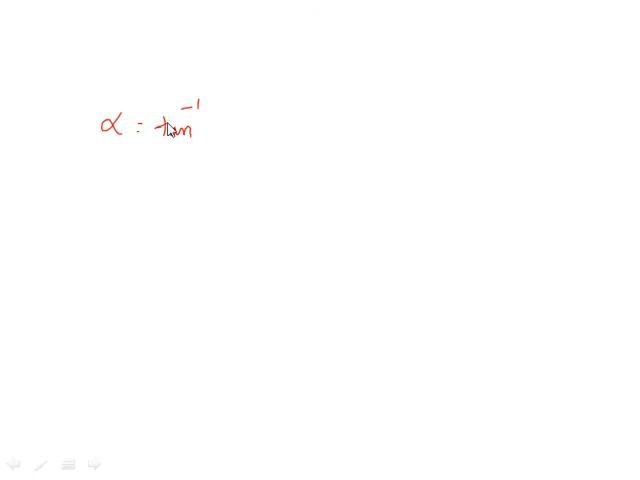 α = tan⁻¹